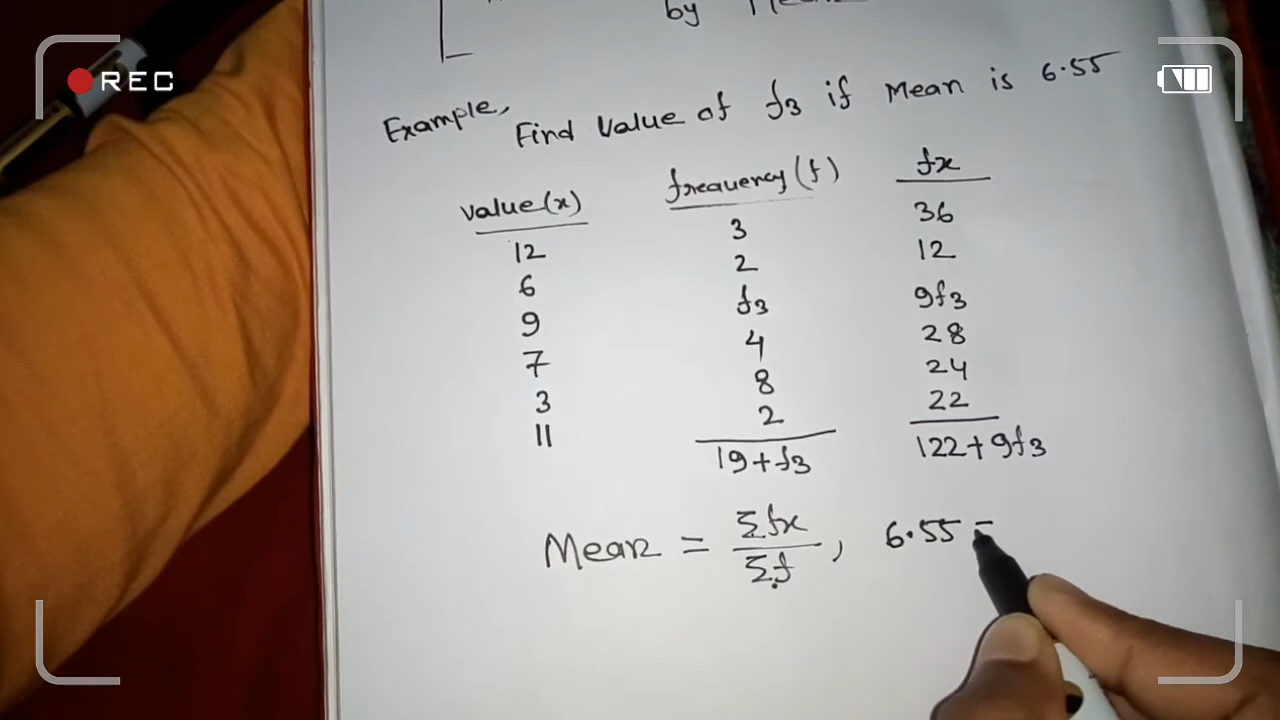 REC
by
Example, Find Value of f3 if Mean is 6.55
Value(x) frequency(f) fx
12 3 36
6 2 12
9 f3 9f3
7 4 28
3 8 24
11 2 22
19+f3 122+9f3
Mean = Σfx / Σf , 6.55 =